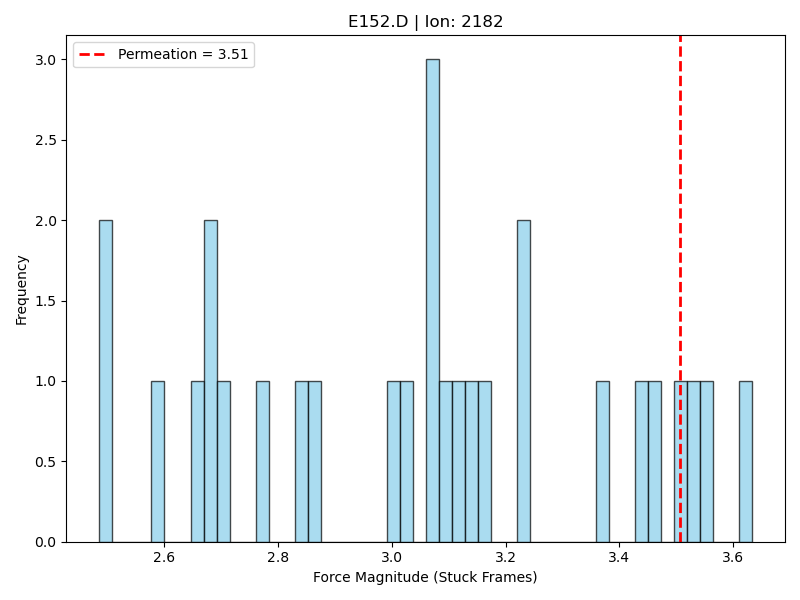 E152.D | Ion: 2182
Permeation = 3.51
3.0
2.5
2.0
1.5
1.0
0.5
0.0
Frequency
2.6 2.8 3.0 3.2 3.4 3.6
Force Magnitude (Stuck Frames)